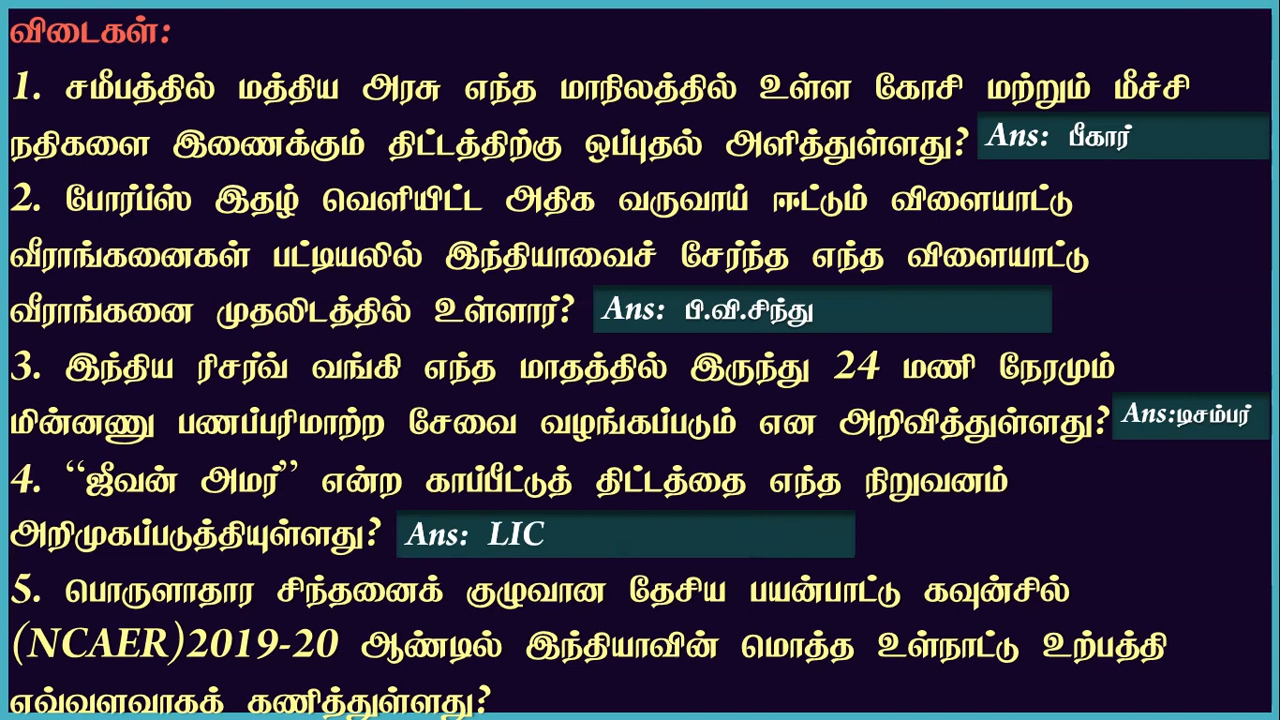 விடைகள்:
1. சமீபத்தில் மத்திய அரசு எந்த மாநிலத்தில் உள்ள கோசி மற்றும் மீச்சி
நதிகளை இணைக்கும் திட்டத்திற்கு ஒப்புதல் அளித்துள்ளது? Ans: பீகார்
2. போர்ப்ஸ் இதழ் வெளியிட்ட அதிக வருவாய் ஈட்டும் விளையாட்டு
வீராங்கனைகள் பட்டியலில் இந்தியாவைச் சேர்ந்த எந்த விளையாட்டு
வீராங்கனை முதலிடத்தில் உள்ளார்? Ans: பி.வி.சிந்து
3. இந்திய ரிசர்வ் வங்கி எந்த மாதத்தில் இருந்து 24 மணி நேரமும்
மின்னணு பணப்பரிமாற்ற சேவை வழங்கப்படும் என அறிவித்துள்ளது? Ans:டிசம்பர்
4. “ஜீவன் அமர்” என்ற காப்பீட்டுத் திட்டத்தை எந்த நிறுவனம்
அறிமுகப்படுத்தியுள்ளது? Ans: LIC
5. பொருளாதார சிந்தனைக் குழுவான தேசிய பயன்பாட்டு கவுன்சில்
(NCAER)2019-20 ஆண்டில் இந்தியாவின் மொத்த உள்நாட்டு உற்பத்தி
எவ்வளவாகக் கணித்துள்ளது?